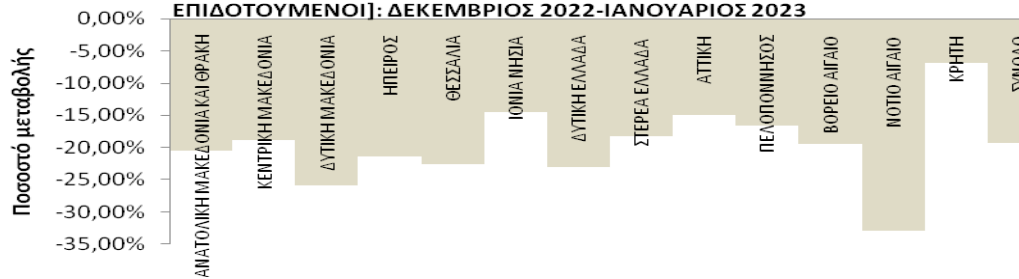 ΕΠΙΔΟΤΟΥΜΕΝΟΙ]: ΔΕΚΕΜΒΡΙΟΣ 2022-ΙΑΝΟΥΑΡΙΟΣ 2023
Ποσοστό μεταβολής
0,00%
-5,00%
-10,00%
-15,00%
-20,00%
-25,00%
-30,00%
-35,00%
ΑΝΑΤΟΛΙΚΗ ΜΑΚΕΔΟΝΙΑ ΚΑΙ ΘΡΑΚΗ
ΚΕΝΤΡΙΚΗ ΜΑΚΕΔΟΝΙΑ
ΔΥΤΙΚΗ ΜΑΚΕΔΟΝΙΑ
ΗΠΕΙΡΟΣ
ΘΕΣΣΑΛΙΑ
ΙΟΝΙΑ ΝΗΣΙΑ
ΔΥΤΙΚΗ ΕΛΛΑΔΑ
ΣΤΕΡΕΑ ΕΛΛΑΔΑ
ΑΤΤΙΚΗ
ΠΕΛΟΠΟΝΝΗΣΟΣ
ΒΟΡΕΙΟ ΑΙΓΑΙΟ
ΝΟΤΙΟ ΑΙΓΑΙΟ
ΚΡΗΤΗ